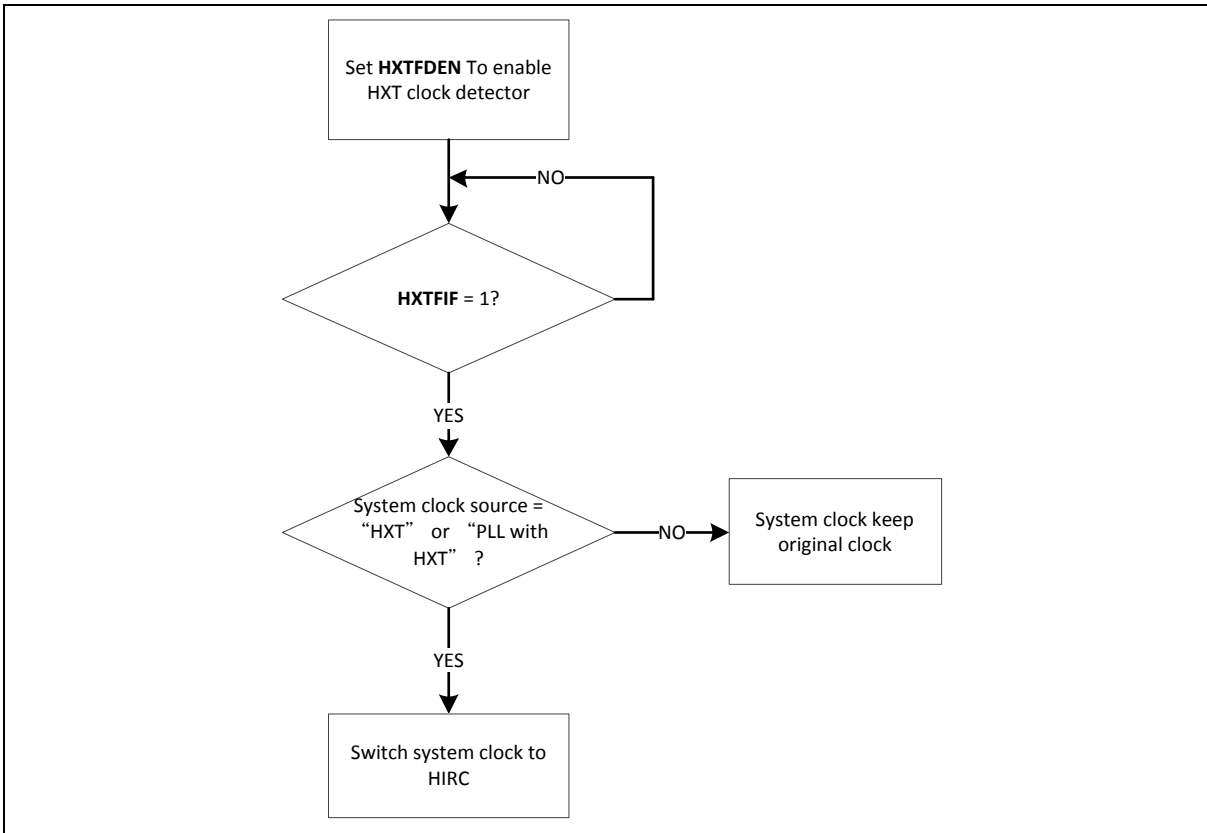 Set HXTFDEN To enable
HXT clock detector
NO
HXTFIF = 1?
YES
System clock source =
“HXT” or “PLL with
HXT” ?
NO
System clock keep
original clock
YES
Switch system clock to
HIRC